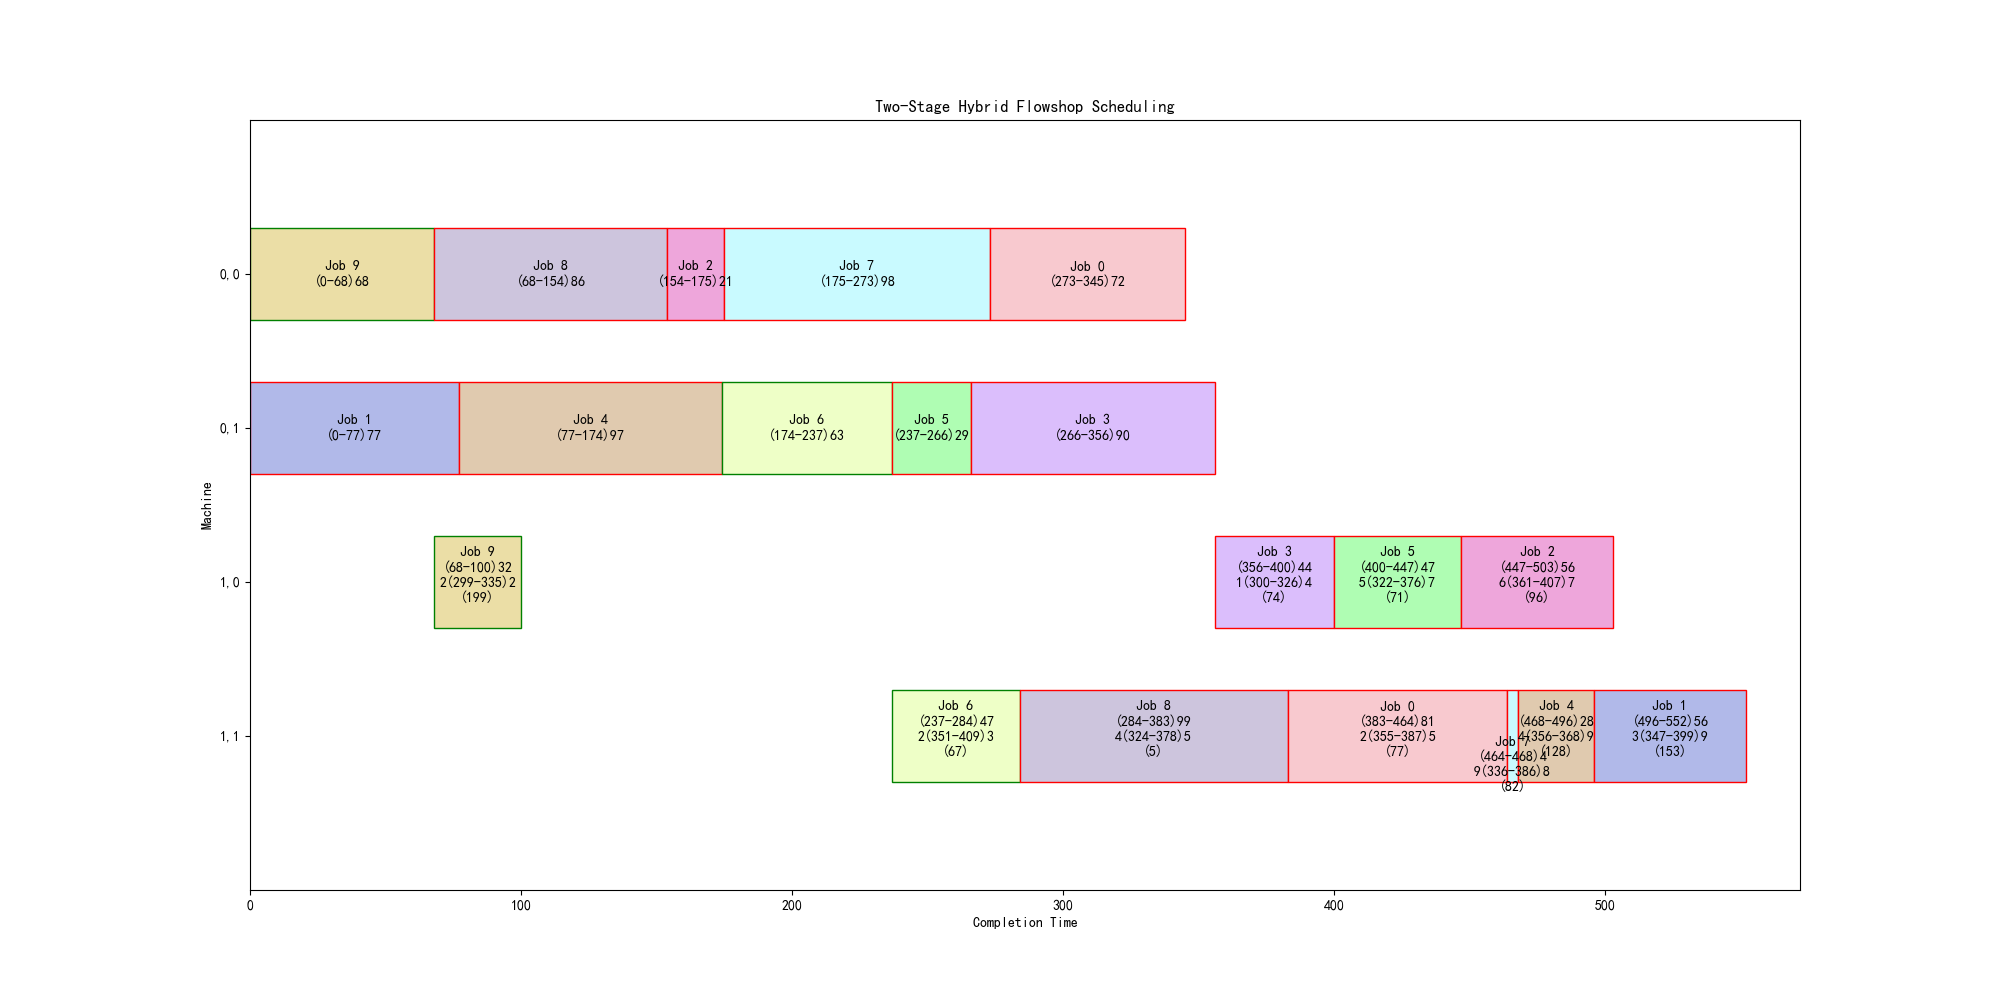 Two-Stage Hybrid Flowshop Scheduling
Machine
0,0
Job 9
(0-68)68
Job 8
(68-154)86
Job 2
(154-175)21
Job 7
(175-273)98
Job 0
(273-345)72
0,1
Job 1
(0-77)77
Job 4
(77-174)97
Job 6
(174-237)63
Job 5
(237-266)29
Job 3
(266-356)90
1,0
Job 9
(68-100)32
2(299-335)2
(199)
Job 3
(356-400)44
1(300-326)4
(74)
Job 5
(400-447)47
5(322-376)7
(71)
Job 2
(447-503)56
6(361-407)7
(96)
1,1
Job 6
(237-284)47
2(351-409)3
(67)
Job 8
(284-383)99
4(324-378)5
(5)
Job 0
(383-464)81
2(355-387)5
(77)
Job 7
(464-468)4
9(336-386)8
(82)
Job 4
(468-496)28
4(356-368)9
(128)
Job 1
(496-552)56
3(347-399)9
(153)
0
100
200
300
400
500
Completion Time